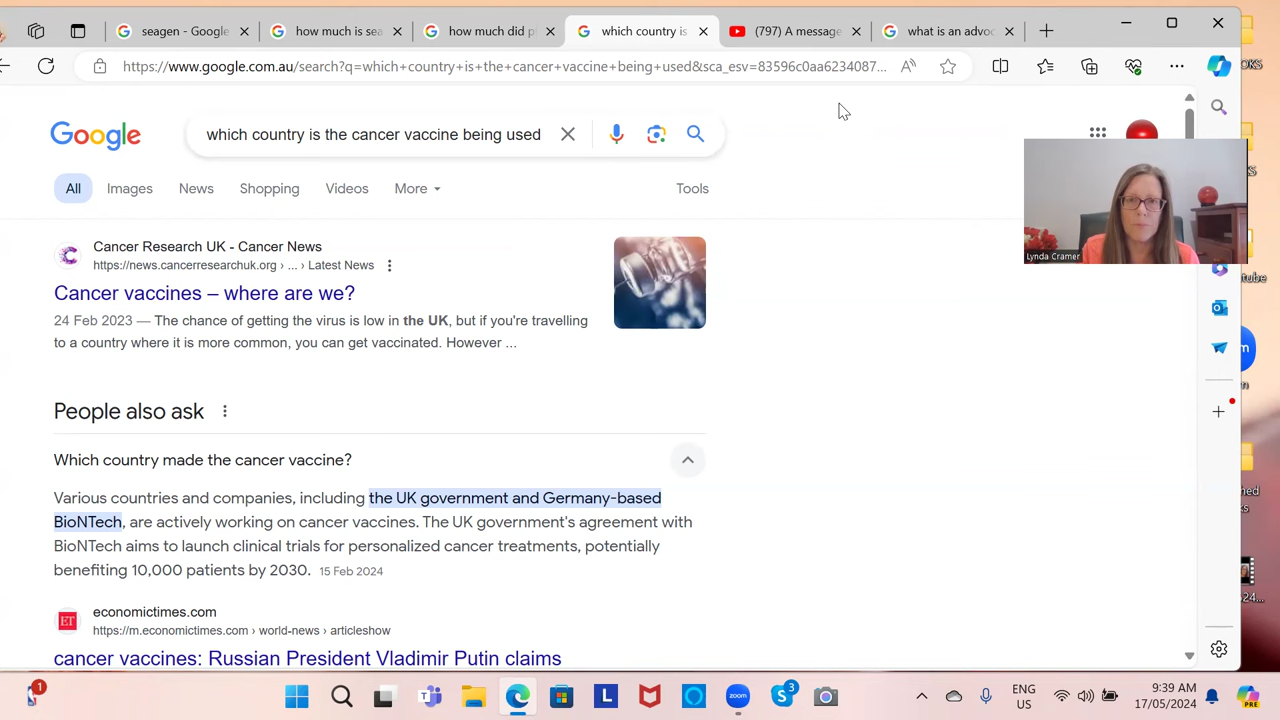 seagen - Google
how much is sea
how much did p
which country is
(797) A message
what is an advoc
https://www.google.com.au/search?q=which+country+is+the+cancer+vaccine+being+used&sca_esv=83596c0aa6234087...
Google
which country is the cancer vaccine being used
All
Images
News
Shopping
Videos
More
Tools
Cancer Research UK - Cancer News
https://news.cancerresearchuk.org › ... › Latest News
Cancer vaccines – where are we?
24 Feb 2023 — The chance of getting the virus is low in the UK, but if you're travelling
to a country where it is more common, you can get vaccinated. However ...
Lynda Cramer
People also ask
Which country made the cancer vaccine?
Various countries and companies, including the UK government and Germany-based
BioNTech, are actively working on cancer vaccines. The UK government's agreement with
BioNTech aims to launch clinical trials for personalized cancer treatments, potentially
benefiting 10,000 patients by 2030. 15 Feb 2024
ET
economictimes.com
https://m.economictimes.com › world-news › articleshow
cancer vaccines: Russian President Vladimir Putin claims
1
L
zoom
S
3
ENG
US
9:39 AM
17/05/2024
PRE